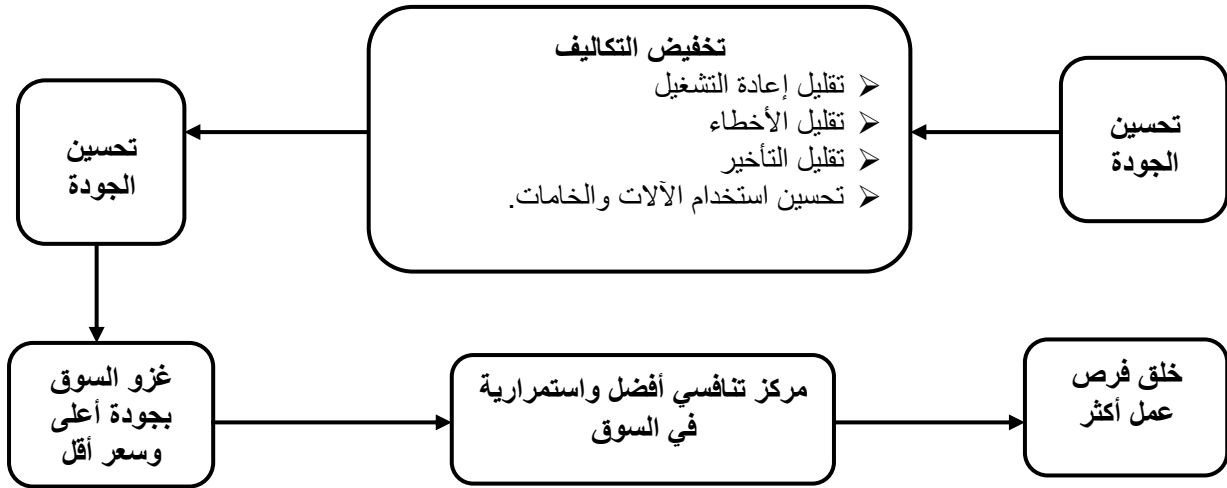 تحسين
الجودة
تخفيض التكاليف
تقليل إعادة التشغيل
تقليل الأخطاء
تقليل التأخير
تحسين استخدام الآلات والخامات.
تحسين
الجودة
غزو السوق
بجودة أعلى
وسعر أقل
مركز تنافسي أفضل واستمرارية
في السوق
خلق فرص
عمل أكثر